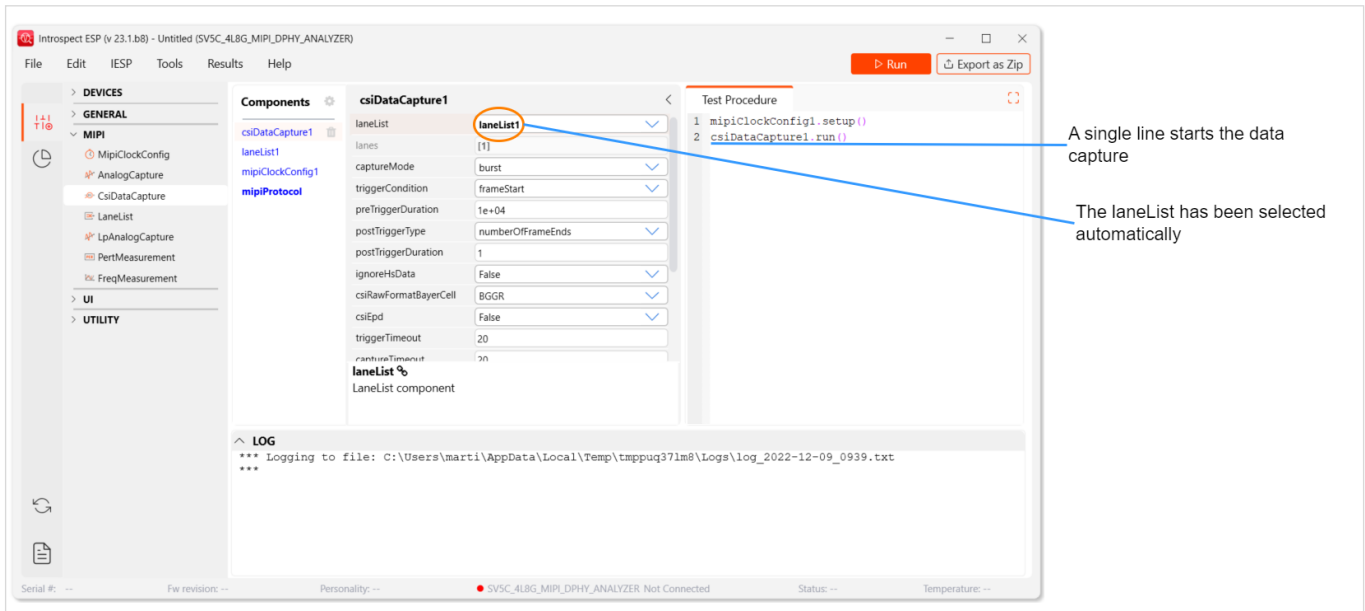 Introspect ESP (v 23.1.b8) - Untitled (SV5C_4L8G_MIPI_DPHY_ANALYZER)
File Edit IESP Tools Results Help
Run
Export as Zip
DEVICES
GENERAL
MIPI
MipiClockConfig
AnalogCapture
CsiDataCapture
LaneList
LpAnalogCapture
PertMeasurement
FreqMeasurement
UI
UTILITY
Components
csiDataCapture1
laneList1
mipiClockConfig1
mipiProtocol
csiDataCapture1
laneList laneList1
lanes [1]
captureMode burst
triggerCondition frameStart
preTriggerDuration 1e+04
postTriggerType numberOfFrameEnds
postTriggerDuration 1
ignoreHsData False
csiRawFormatBayerCell BGGR
csiEpd False
triggerTimeout 20
captureTimeout 20
laneList
LaneList component
Test Procedure
1 mipiClockConfig1.setup()
2 csiDataCapture1.run()
A single line starts the data
capture
The laneList has been selected
automatically
LOG
*** Logging to file: C:\Users\marti\AppData\Local\Temp\tmppuq37lm8\Logs\log_2022-12-09_0939.txt
***
Serial #: -- Fw revision: -- Personality: -- SV5C_4L8G_MIPI_DPHY_ANALYZER Not Connected Status: -- Temperature: --